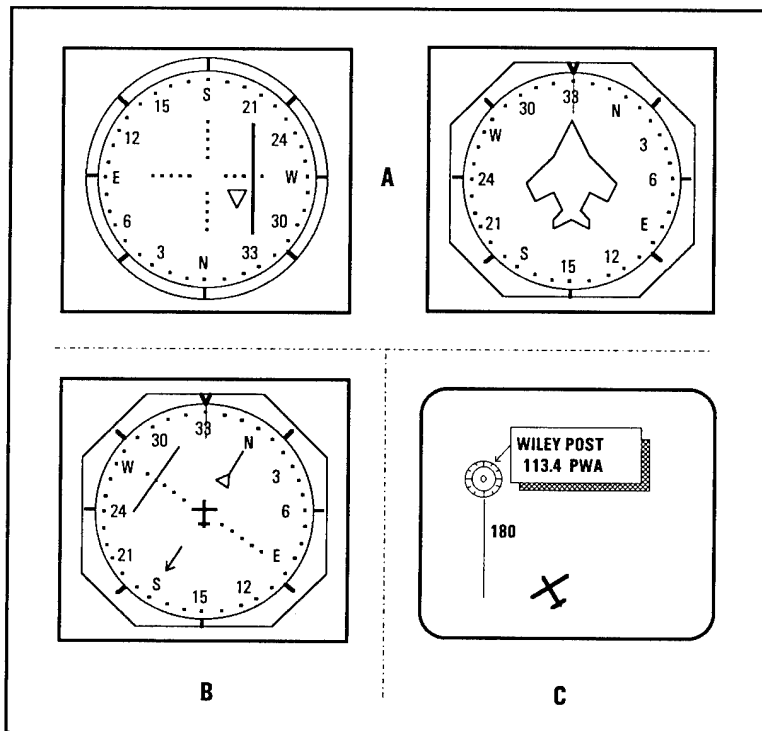 15 S 21
12 24
E W
6 30
3 N 33
A
30 33 N
W 3
24 6
21 E
S 15 12
30 33 N
W 3
24 6
21 E
S 15 12
B
WILEY POST
113.4 PWA
180
C